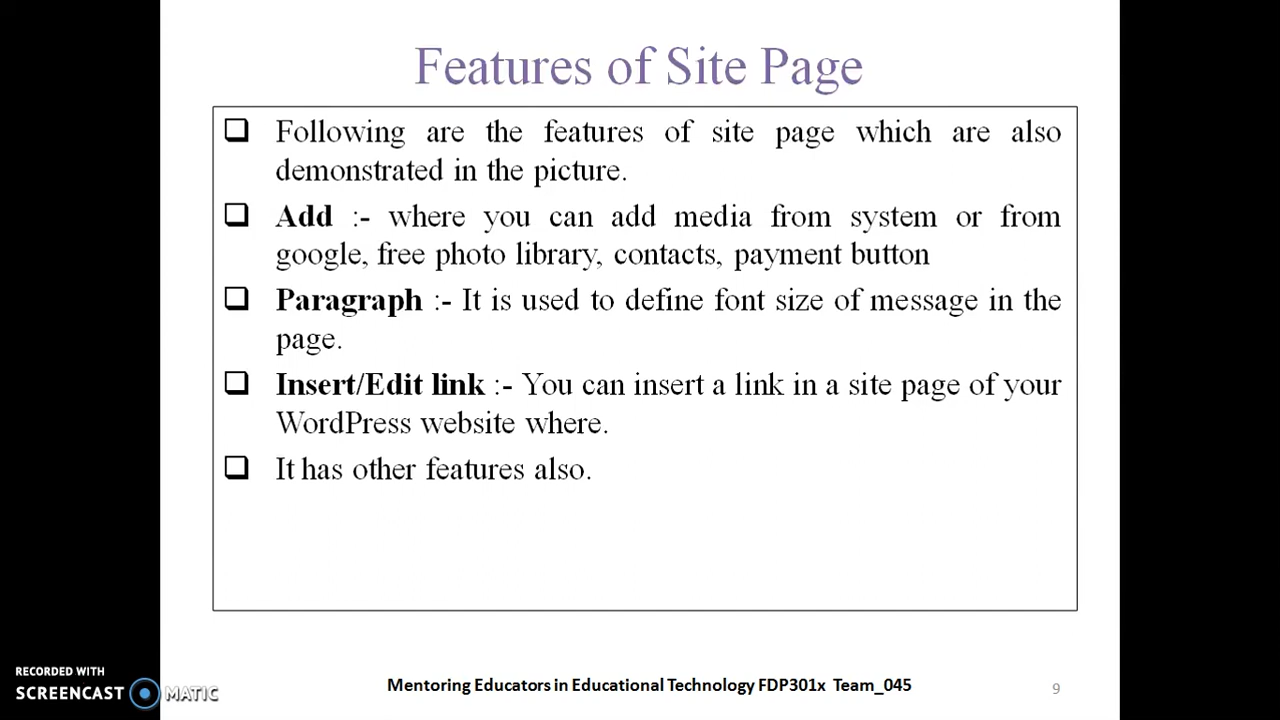 Features of Site Page
Following are the features of site page which are also
demonstrated in the picture.
Add :- where you can add media from system or from
google, free photo library, contacts, payment button
Paragraph :- It is used to define font size of message in the
page.
Insert/Edit link :- You can insert a link in a site page of your
WordPress website where.
It has other features also.
RECORDED WITH
SCREENCAST MATIC
Mentoring Educators in Educational Technology FDP301x Team_045
9